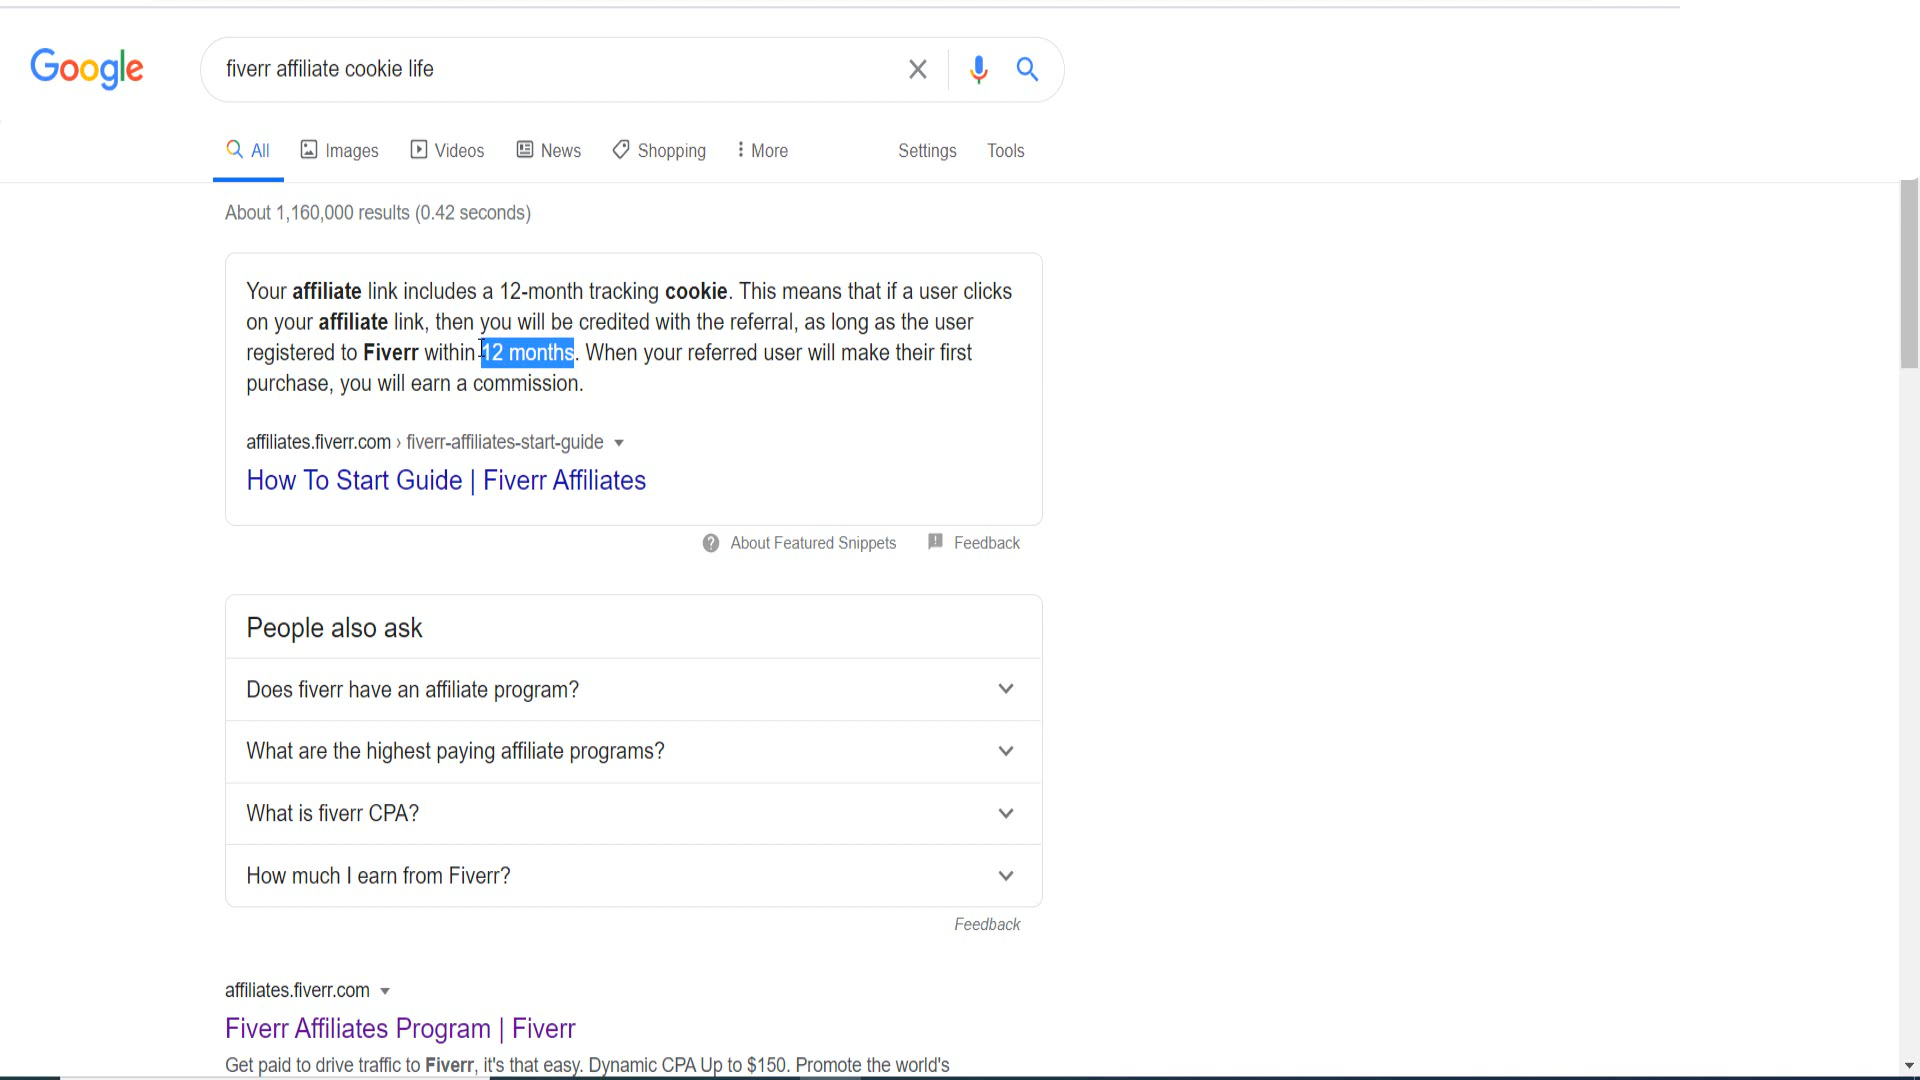 Google
fiverr affiliate cookie life
All
Images
Videos
News
Shopping
More
Settings
Tools
About 1,160,000 results (0.42 seconds)
Your affiliate link includes a 12-month tracking cookie. This means that if a user clicks
on your affiliate link, then you will be credited with the referral, as long as the user
registered to Fiverr within 12 months. When your referred user will make their first
purchase, you will earn a commission.
affiliates.fiverr.com › fiverr-affiliates-start-guide
How To Start Guide | Fiverr Affiliates
About Featured Snippets
Feedback
People also ask
Does fiverr have an affiliate program?
What are the highest paying affiliate programs?
What is fiverr CPA?
How much I earn from Fiverr?
Feedback
affiliates.fiverr.com
Fiverr Affiliates Program | Fiverr
Get paid to drive traffic to Fiverr, it's that easy. Dynamic CPA Up to $150. Promote the world's